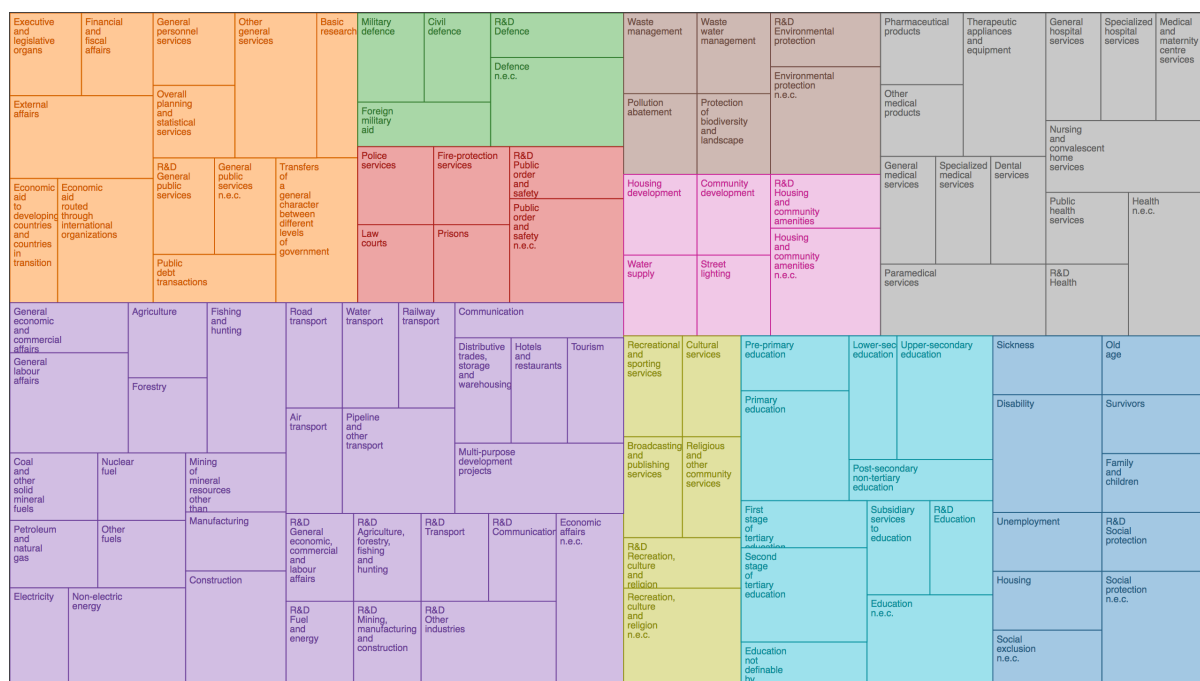 Executive
and
legislative
organs
Financial
and
fiscal
affairs
General
personnel
services
Other
general
services
Basic
research
External
affairs
Overall
planning
and
statistical
services
Economic
aid
to
developing
countries
and
countries
in
transition
Economic
aid
routed
through
international
organizations
R&D
General
public
services
General
public
services
n.e.c.
Transfers
of
a
general
character
between
different
levels
of
government
Public
debt
transactions
Military
defence
Civil
defence
R&D
Defence
Defence
n.e.c.
Foreign
military
aid
Police
services
Fire-protection
services
R&D
Public
order
and
safety
Law
courts
Prisons
Public
order
and
safety
n.e.c.
Waste
management
Waste
water
management
R&D
Environmental
protection
Environmental
protection
n.e.c.
Pollution
abatement
Protection
of
biodiversity
and
landscape
Housing
development
Community
development
R&D
Housing
and
community
amenities
Housing
and
community
amenities
n.e.c.
Water
supply
Street
lighting
Pharmaceutical
products
Therapeutic
appliances
and
equipment
Other
medical
products
General
hospital
services
Specialized
hospital
services
Medical
and
maternity
centre
services
Nursing
and
convalescent
home
services
General
medical
services
Specialized
medical
services
Dental
services
Public
health
services
Health
n.e.c.
Paramedical
services
R&D
Health
General
economic
and
commercial
affairs
Agriculture
Fishing
and
hunting
General
labour
affairs
Forestry
Road
transport
Water
transport
Railway
transport
Communication
Distributive
trades,
storage
and
warehousing
Hotels
and
restaurants
Tourism
Air
transport
Pipeline
and
other
transport
Multi-purpose
development
projects
Coal
and
other
solid
mineral
fuels
Nuclear
fuel
Mining
of
mineral
resources
other
than
Petroleum
and
natural
gas
Other
fuels
Manufacturing
Construction
Electricity
Non-electric
energy
R&D
General
economic,
commercial
and
labour
affairs
R&D
Agriculture,
forestry,
fishing
and
hunting
R&D
Transport
R&D
Communication
Economic
affairs
n.e.c.
R&D
Fuel
and
energy
R&D
Mining,
manufacturing
and
construction
R&D
Other
industries
Recreational
and
sporting
services
Cultural
services
Broadcasting
and
publishing
services
Religious
and
other
community
services
R&D
Recreation,
culture
and
religion
Recreation,
culture
and
religion
n.e.c.
Pre-primary
education
Lower-sec
education
Upper-secondary
education
Primary
education
Post-secondary
non-tertiary
education
First
stage
of
tertiary
education
Subsidiary
services
to
education
R&D
Education
Second
stage
of
tertiary
education
Education
n.e.c.
Education
not
definable
by
Sickness
Old
age
Disability
Survivors
Family
and
children
Unemployment
R&D
Social
protection
Housing
Social
protection
n.e.c.
Social
exclusion
n.e.c.